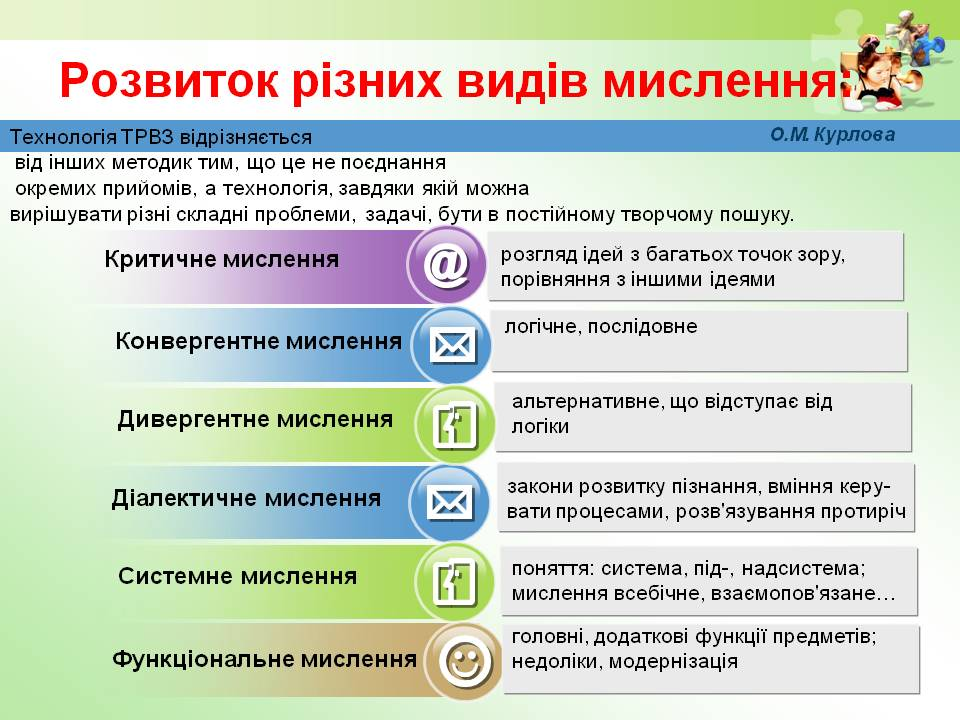 Розвиток різних видів мислення:
О.М. Курлова
Технологія ТРВЗ відрізняється
від інших методик тим, що це не поєднання
окремих прийомів, а технологія, завдяки якій можна
вирішувати різні складні проблеми, задачі, бути в постійному творчому пошуку.
Критичне мислення
@
розгляд ідей з багатьох точок зору,
порівняння з іншими ідеями
Конвергентне мислення
логічне, послідовне
Дивергентне мислення
альтернативне, що відступає від
логіки
Діалектичне мислення
закони розвитку пізнання, вміння керу-
вати процесами, розв'язування протиріч
Системне мислення
поняття: система, під-, надсистема;
мислення всебічне, взаємопов'язане…
Функціональне мислення
головні, додаткові функції предметів;
недоліки, модернізація